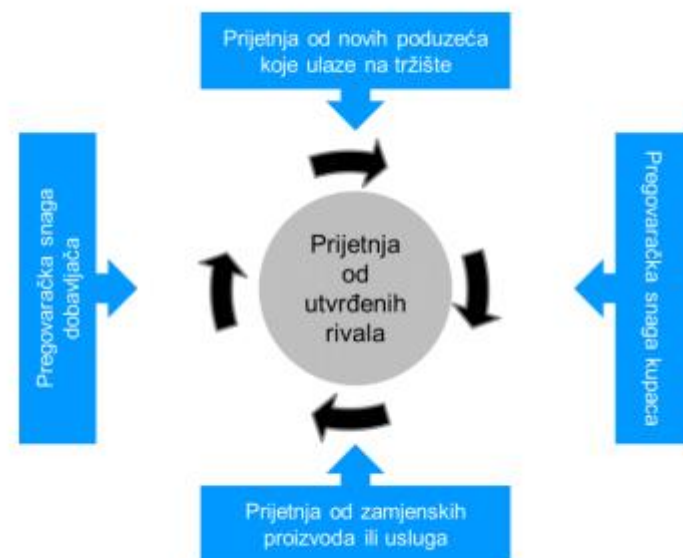 Prijetnja od novih poduzeća
koje ulaze na tržište
Pregovaračka snaga
dobavljača
Prijetnja
od
utvrđenih
rivala
Pregovaračka snaga kupaca
Prijetnja od zamjenskih
proizvoda ili usluga